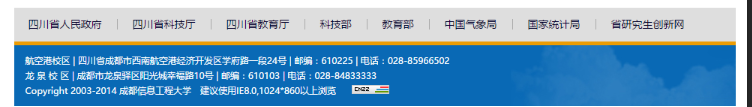 四川省人民政府 | 四川省科技厅 | 四川省教育厅 | 科技部 | 教育部 | 中国气象局 | 国家统计局 | 省研究生创新网
航空港校区 | 四川省成都市西南航空港经济开发区学府路一段24号 | 邮编：610225 | 电话：028-85966502
龙 泉 校 区 | 成都市龙泉驿区阳光城幸福路10号 | 邮编：610103 | 电话：028-84833333
Copyright 2003-2014 成都信息工程大学 建议使用IE8.0,1024*860以上浏览 CNZZ